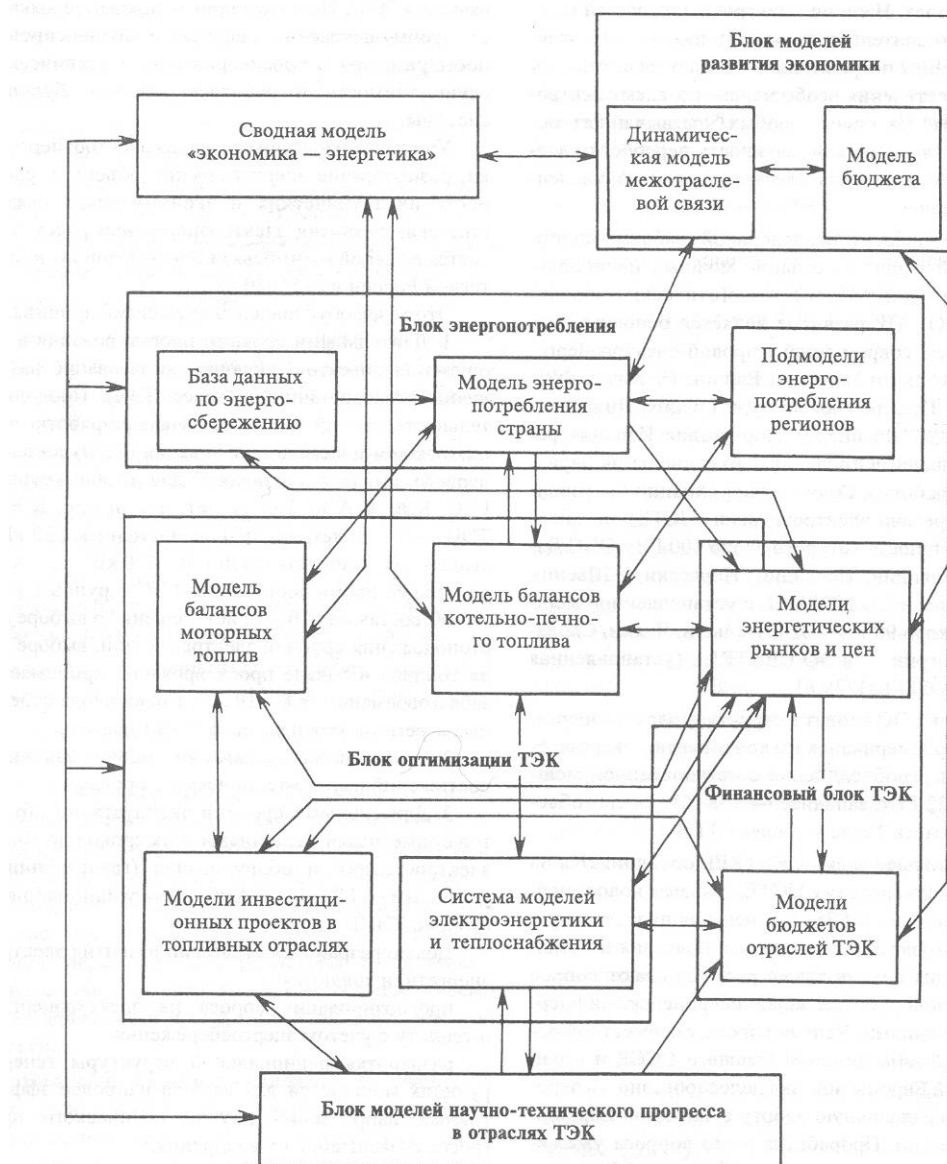 Блок моделей
развития экономики
Сводная модель
«экономика — энергетика»
Динамичес-
кая модель
межотрасле-
вой связи
Модель
бюджета
Блок энергопотребления
База данных
по энерго-
сбережению
Модель энерго-
потребления
страны
Подмодели
энерго-
потребления
регионов
Модель
балансов
моторных
топлив
Модель балансов
котельно-печно-
го топлива
Модели
энергетических
рынков и цен
Блок оптимизации ТЭК
Финансовый блок ТЭК
Модели инвестици-
онных проектов в
топливных отраслях
Система моделей
электроэнергетики
и теплоснабжения
Модели
бюджетов
отраслей ТЭК
Блок моделей научно-технического прогресса
в отраслях ТЭК